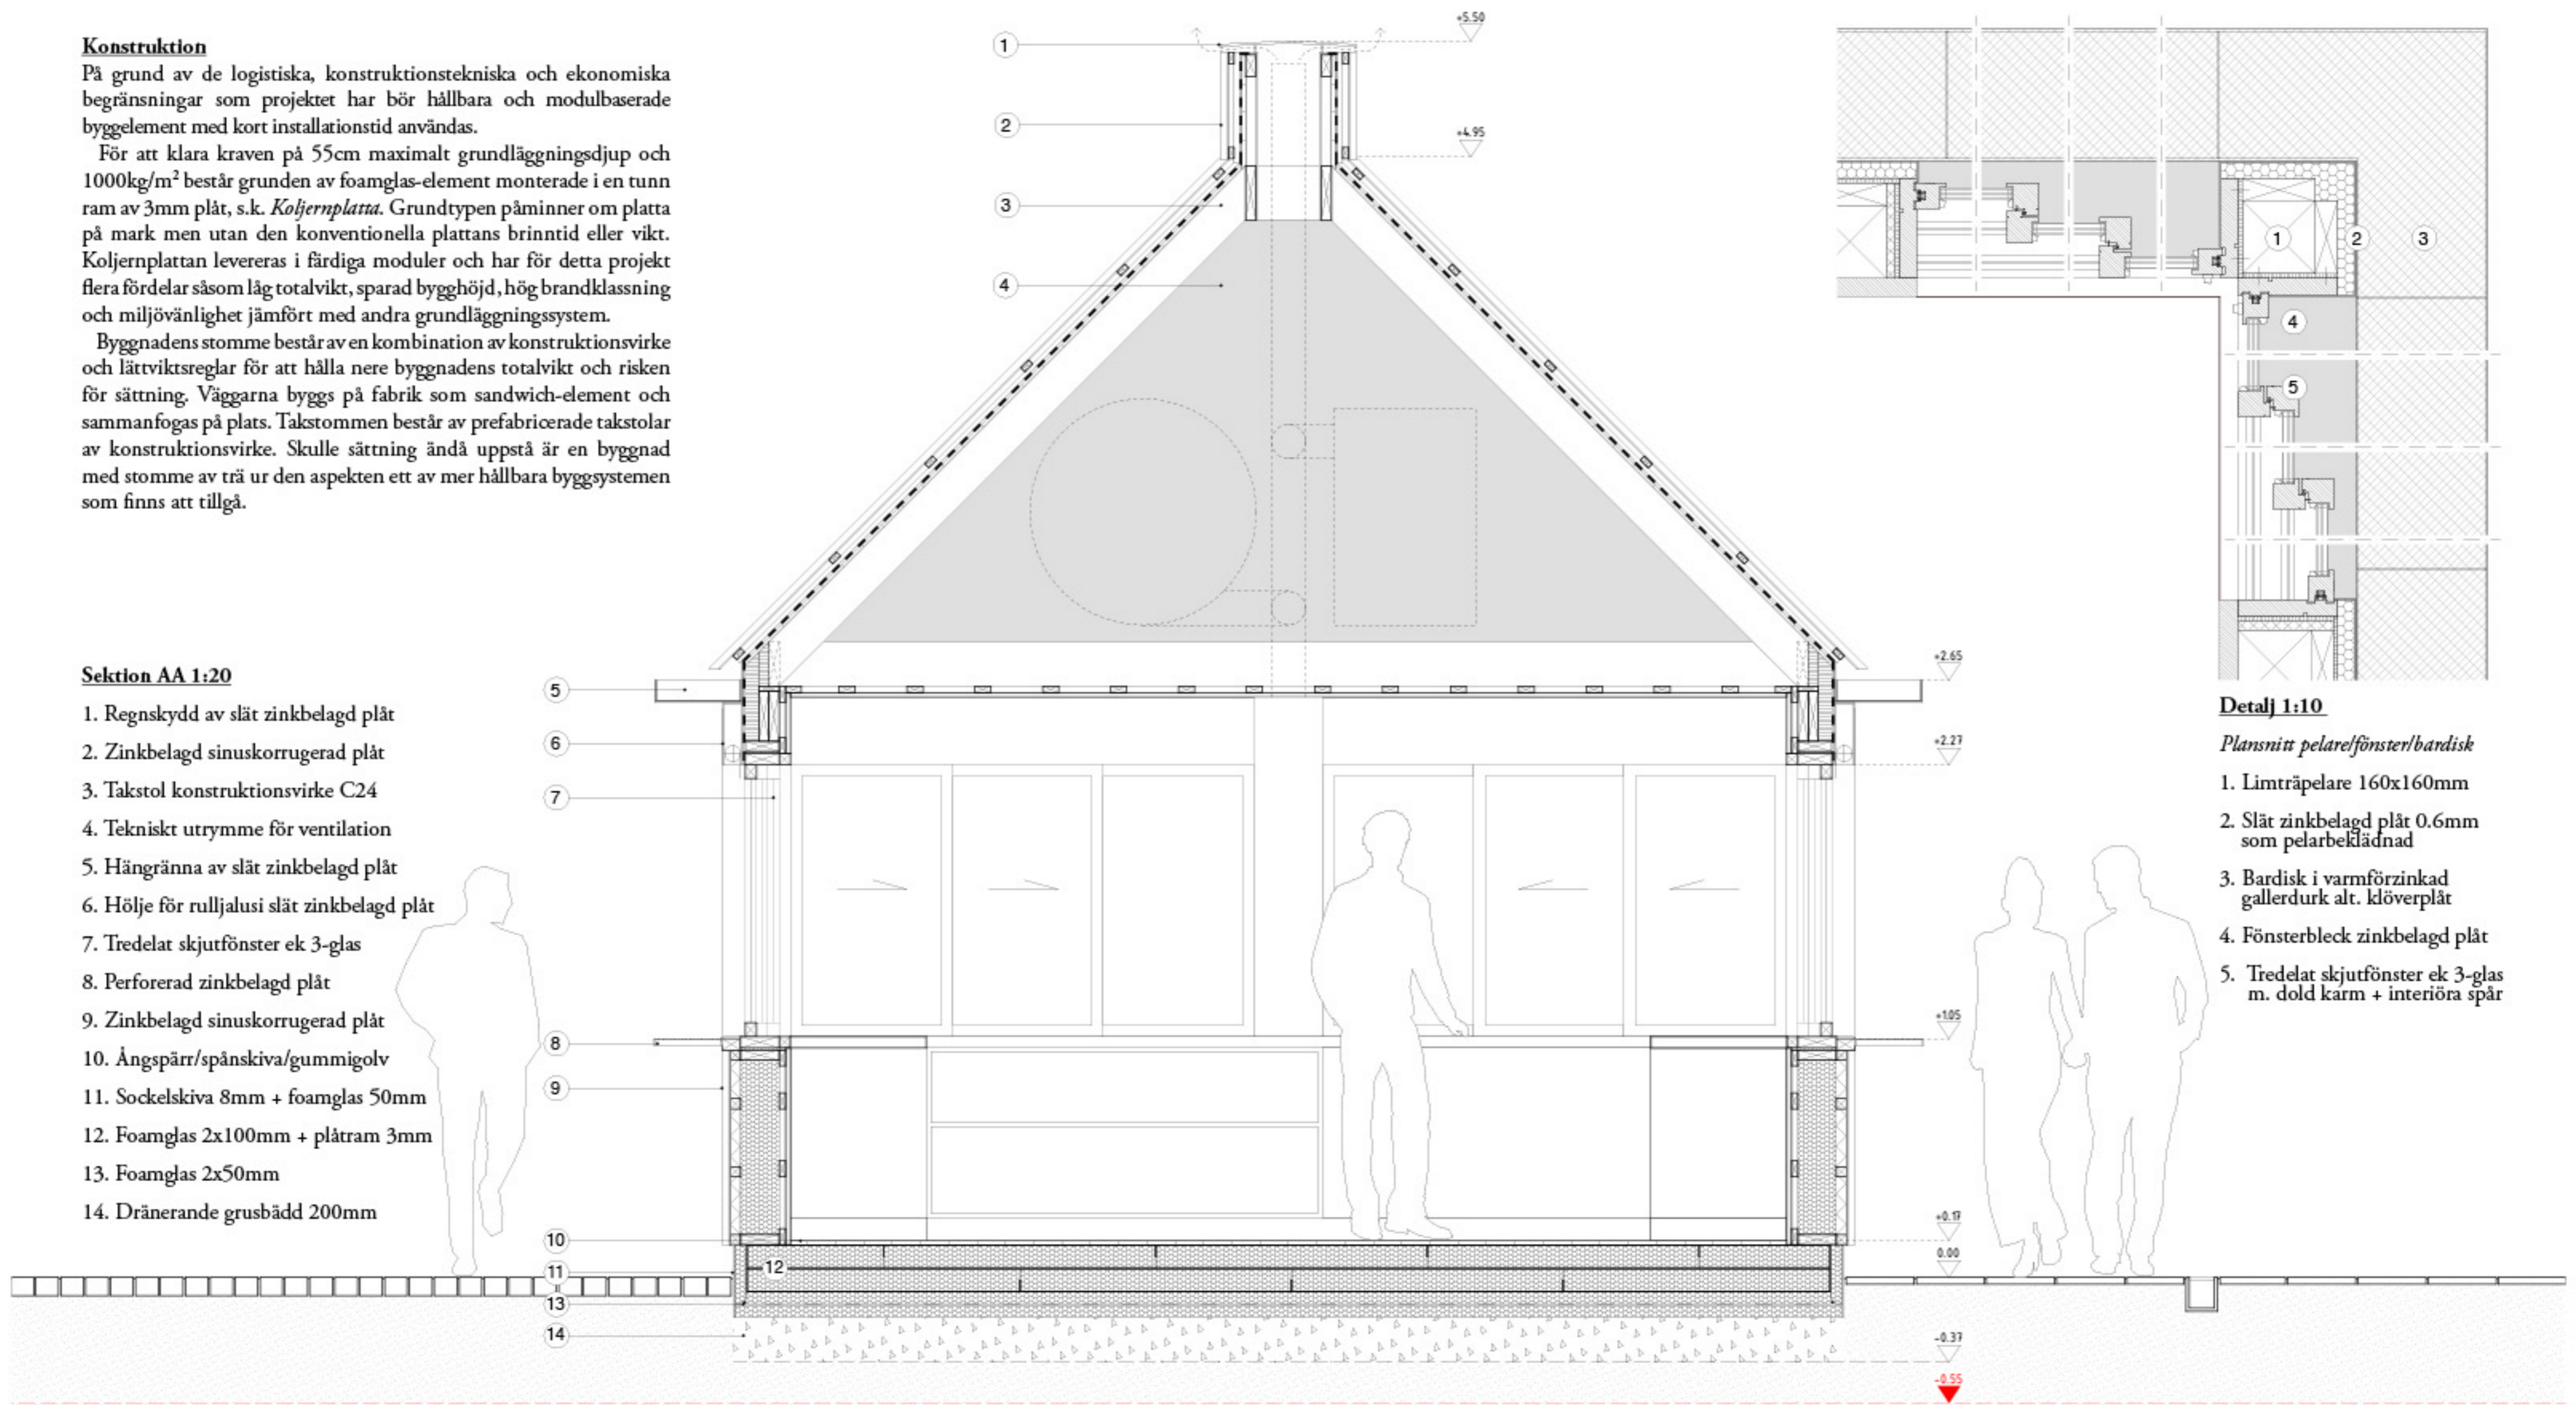 Konstruktion
På grund av de logistiska, konstruktionstekniska och ekonomiska
begränsningar som projektet har bör hållbara och modulbaserade
byggelement med kort installationstid användas.
För att klara kraven på 55cm maximalt grundläggningsdjup och
1000kg/m² består grunden av foamglas-element monterade i en tunn
ram av 3mm plåt, s.k. Koljernplatta. Grundtypen påminner om platta
på mark men utan den konventionella plattans brinntid eller vikt.
Koljernplattan levereras i färdiga moduler och har för detta projekt
flera fördelar såsom låg totalvikt, sparad bygghöjd, hög brandklassning
och miljövänlighet jämfört med andra grundläggningssystem.
Byggnadens stomme består av en kombination av konstruktionsvirke
och lättviktsreglar för att hålla nere byggnadens totalvikt och risken
för sättning. Väggarna byggs på fabrik som sandwich-element och
sammanfogas på plats. Takstommen består av prefabricerade takstolar
av konstruktionsvirke. Skulle sättning ändå uppstå är en byggnad
med stomme av trä ur den aspekten ett av mer hållbara byggsystemen
som finns att tillgå.
Sektion AA 1:20
1. Regnskydd av slät zinkbelagd plåt
2. Zinkbelagd sinuskorrugerad plåt
3. Takstol konstruktionsvirke C24
4. Tekniskt utrymme för ventilation
5. Hängränna av slät zinkbelagd plåt
6. Hölje för rulljalusi slät zinkbelagd plåt
7. Tredelat skjutfönster ek 3-glas
8. Perforerad zinkbelagd plåt
9. Zinkbelagd sinuskorrugerad plåt
10. Ångspärr/spånskiva/gummigolv
11. Sockelskiva 8mm + foamglas 50mm
12. Foamglas 2x100mm + plåtram 3mm
13. Foamglas 2x50mm
14. Dränerande grusbädd 200mm
1
2
3
4
5
6
7
8
9
10
11
12
13
14
+5.50
+4.95
+2.65
+2.27
+1.05
+0.17
0.00
-0.37
-0.55
1
2
3
4
5
Detalj 1:10
Plansnitt pelare/fönster/bardisk
1. Limträpelare 160x160mm
2. Slät zinkbelagd plåt 0.6mm
som pelarbeklädnad
3. Bardisk i varmförzinkad
gallerdurk alt. klöverplåt
4. Fönsterbleck zinkbelagd plåt
5. Tredelat skjutfönster ek 3-glas
m. dold karm + interiöra spår